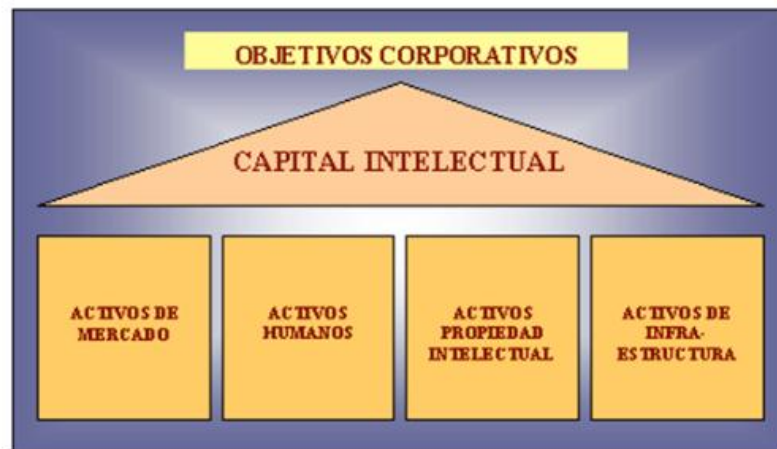 OBJETIVOS CORPORATIVOS
CAPITAL INTELECTUAL
ACTIVOS DE
MERCADO
ACTIVOS
HUMANOS
ACTIVOS
PROPIEDAD
INTELECTUAL
ACTIVOS DE
INFRA-
ESTRUCTURA